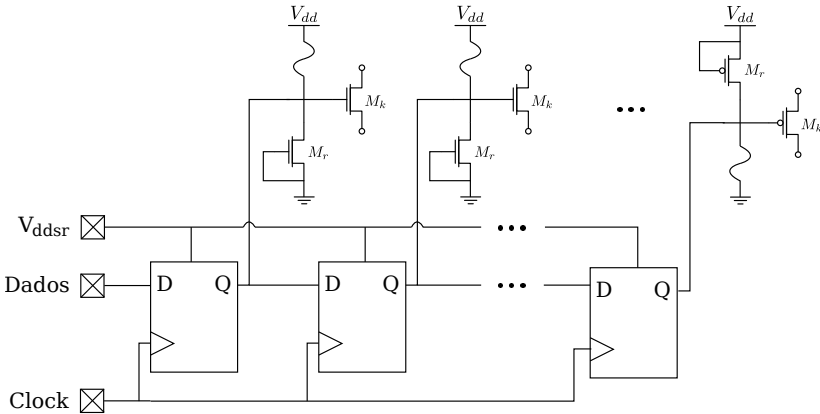 V_dd
V_dd
V_dd
M_r
M_k
M_k
M_k
M_r
M_r
V_ddsr
Dados
D Q
D Q
D Q
Clock